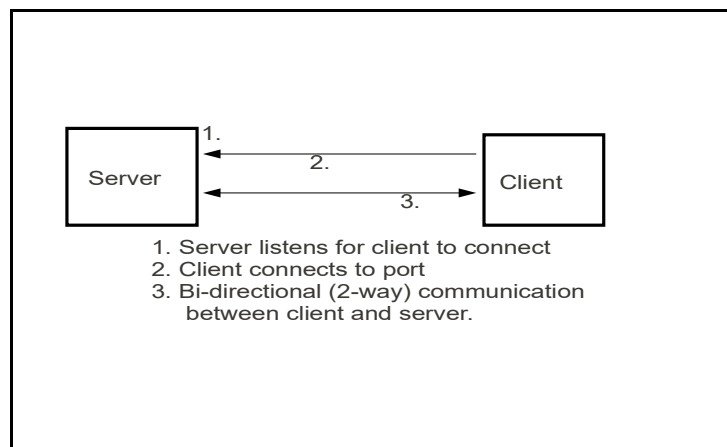 1.
2.
Server
Client
3.
1. Server listens for client to connect
2. Client connects to port
3. Bi-directional (2-way) communication
between client and server.